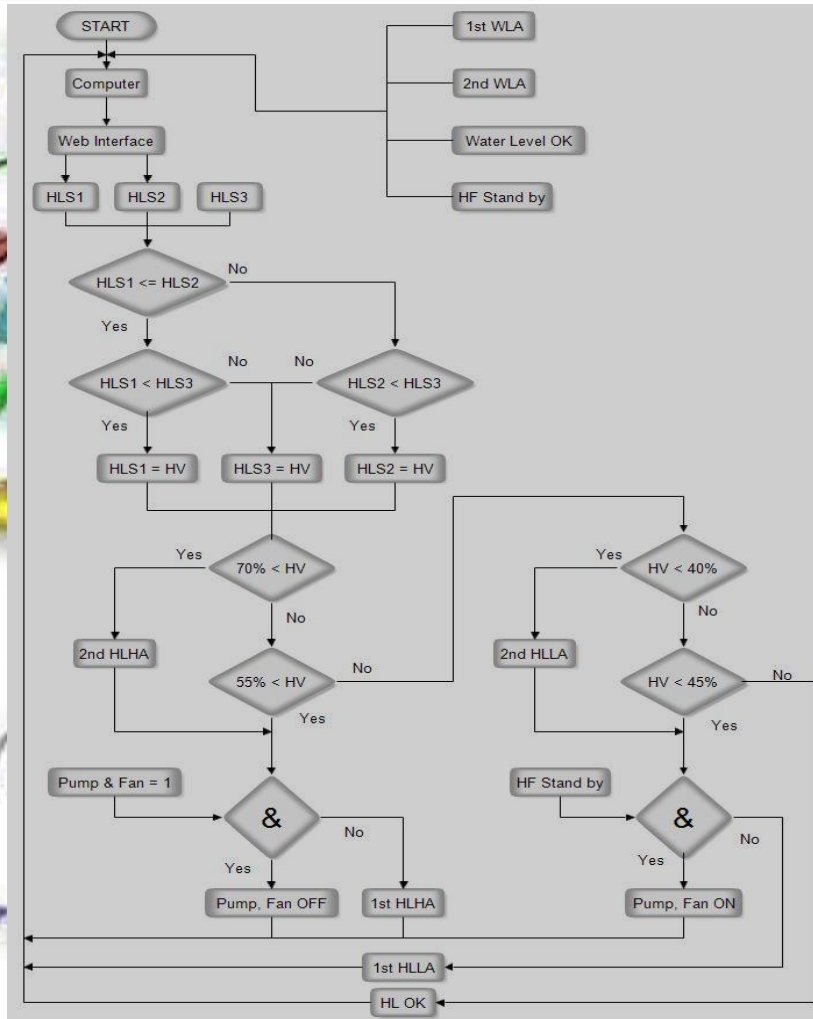 START
1st WLA
Computer
2nd WLA
Web Interface
Water Level OK
HLS1
HLS2
HLS3
HF Stand by
HLS1 <= HLS2
No
Yes
HLS1 < HLS3
No
No
HLS2 < HLS3
Yes
Yes
HLS1 = HV
HLS3 = HV
HLS2 = HV
Yes
70% < HV
No
Yes
HV < 40%
No
2nd HLHA
55% < HV
No
Yes
2nd HLLA
HV < 45%
No
Yes
Pump & Fan = 1
&
No
Yes
HF Stand by
&
No
Yes
Pump, Fan OFF
1st HLHA
Pump, Fan ON
1st HLLA
HL OK